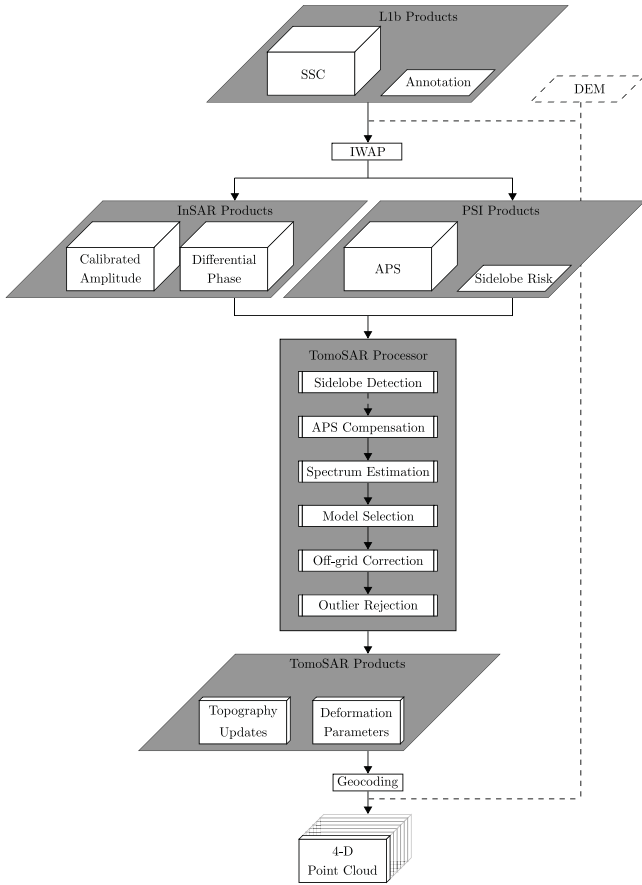 L1b Products
SSC
Annotation
DEM
IWAP
InSAR Products
Calibrated
Amplitude
Differential
Phase
PSI Products
APS
Sidelobe Risk
TomoSAR Processor
Sidelobe Detection
APS Compensation
Spectrum Estimation
Model Selection
Off-grid Correction
Outlier Rejection
TomoSAR Products
Topography
Updates
Deformation
Parameters
Geocoding
4-D
Point Cloud